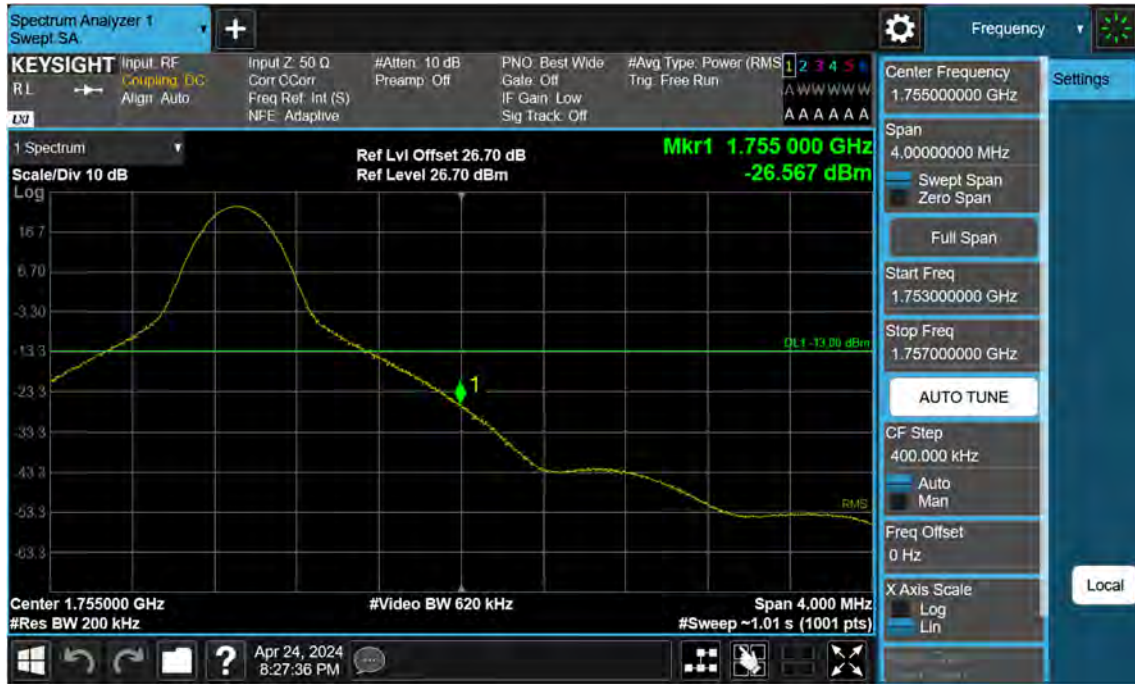 Spectrum Analyzer 1
Swept SA
+
Frequency
KEYSIGHT
RL
LXI
Input: RF
Coupling: DC
Align: Auto
Input Z: 50 Ω
Corr CCorr
Freq Ref: Int (S)
NFE: Adaptive
#Atten: 10 dB
Preamp: Off
PNO: Best Wide
Gate: Off
IF Gain: Low
Sig Track: Off
#Avg Type: Power (RMS
Trig: Free Run
1 2 3 4 5 6
A W W W W W
A A A A A A
1 Spectrum
Scale/Div 10 dB
Ref Lvl Offset 26.70 dB
Ref Level 26.70 dBm
Mkr1 1.755 000 GHz
-26.567 dBm
Log
16.7
6.70
-3.30
-13.3
-23.3
-33.3
-43.3
-53.3
-63.3
DL1 -13.00 dBm
1
RMS
Center 1.755000 GHz
#Res BW 200 kHz
#Video BW 620 kHz
Span 4.000 MHz
#Sweep ~1.01 s (1001 pts)
Center Frequency
1.755000000 GHz
Span
4.00000000 MHz
Swept Span
Zero Span
Full Span
Start Freq
1.753000000 GHz
Stop Freq
1.757000000 GHz
AUTO TUNE
CF Step
400.000 kHz
Auto
Man
Freq Offset
0 Hz
X Axis Scale
Log
Lin
Settings
Local
?
Apr 24, 2024
8:27:36 PM